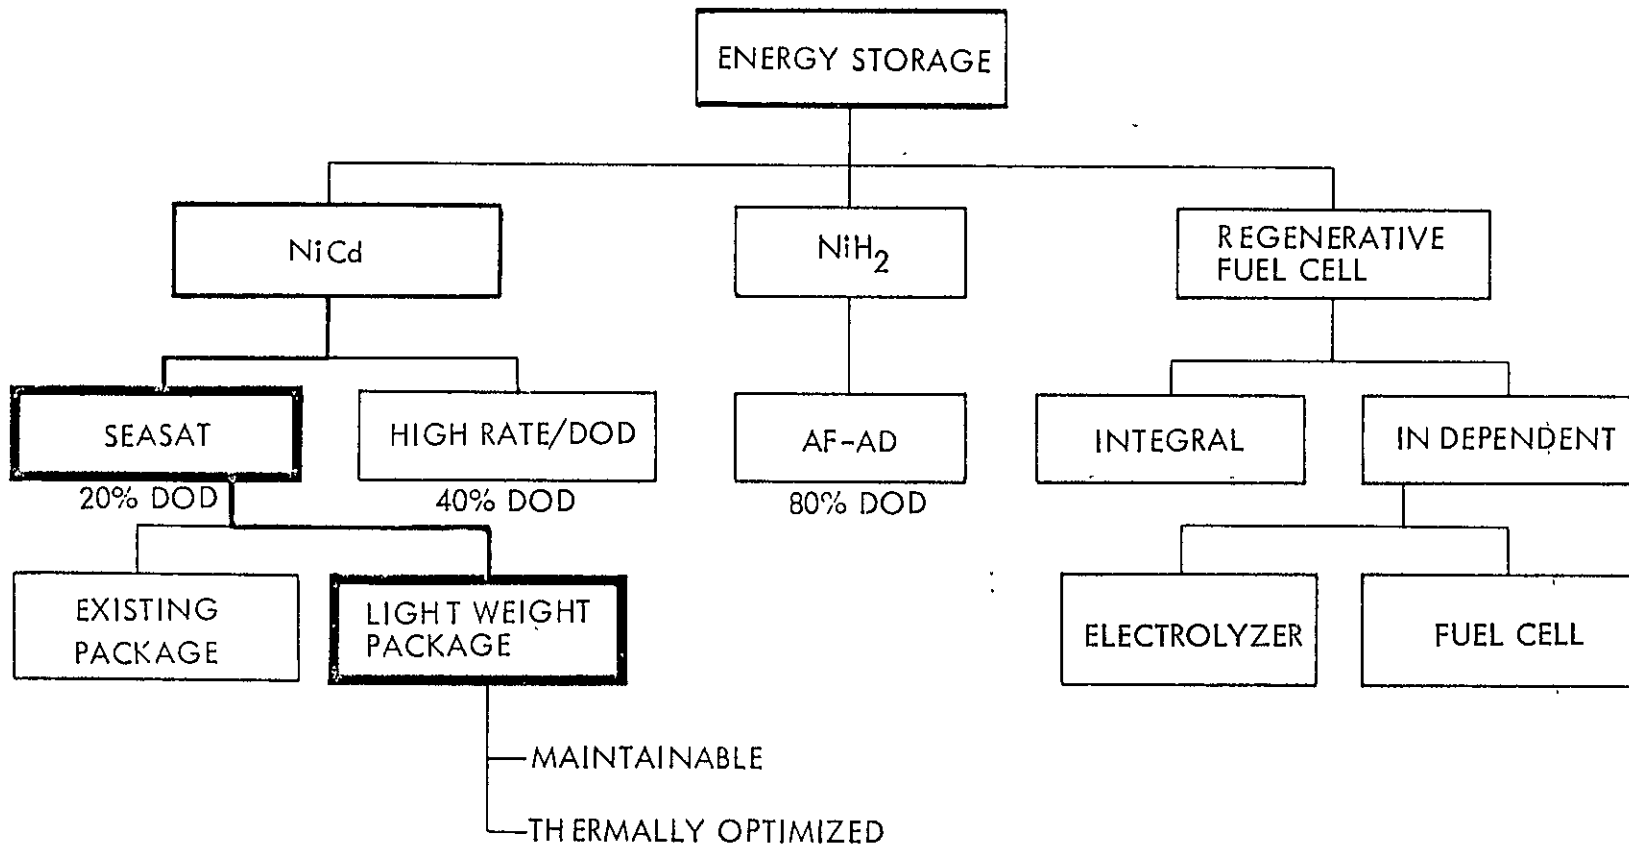 ENERGY STORAGE
NiCd
NiH2
REGENERATIVE
FUEL CELL
SEASAT
HIGH RATE/DOD
AF-AD
INTEGRAL
IN DEPENDENT
20% DOD
40% DOD
80% DOD
EXISTING
PACKAGE
LIGHT WEIGHT
PACKAGE
ELECTROLYZER
FUEL CELL
MAINTAINABLE
THERMALLY OPTIMIZED